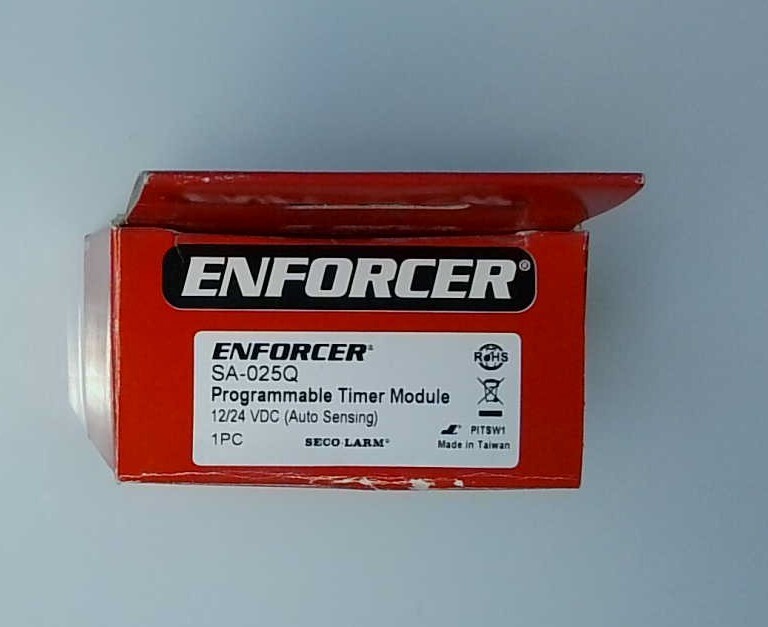 ENFORCER®
ENFORCER®
SA-025Q
Programmable Timer Module
12/24 VDC (Auto Sensing)
1PC
SECO-LARM®
RoHS
PITSW1
Made in Taiwan